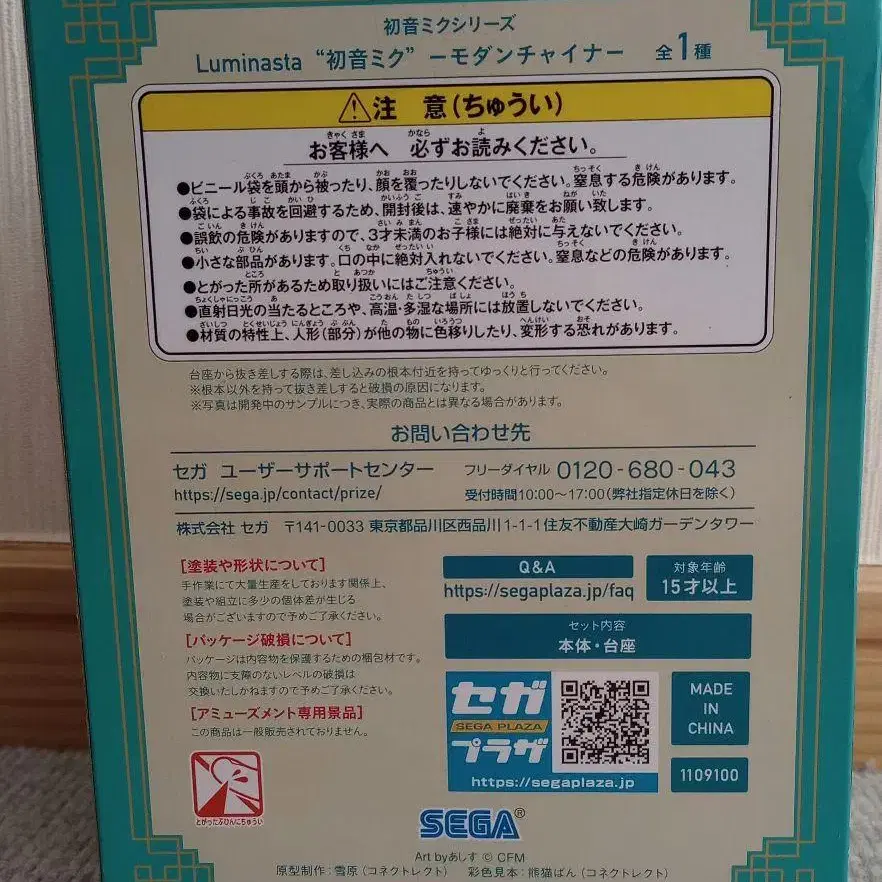 初音ミクシリーズ
Luminasta “初音ミク” －モダンチャイナー 全1種
注 意(ちゅうい)
お客様へ 必ずお読みください。
●ビニール袋を頭から被ったり、顔を覆ったりしないでください。窒息する危険があります。
●袋による事故を回避するため、開封後は、速やかに廃棄をお願い致します。
●誤飲の危険がありますので、3才未満のお子様には絶対に与えないでください。
●小さな部品があります。口の中に絶対入れないでください。窒息などの危険があります。
●とがった所があるため取り扱いにはご注意ください。
●直射日光の当たるところや、高温・多湿な場所には放置しないでください。
●材質の特性上、人形(部分)が他の物に色移りしたり、変形する恐れがあります。
台座から抜き差しする際は、差し込みの根本付近を持ってゆっくりと行ってください。
※根本以外を持って抜き差しすると破損の原因になります。
※写真は開発中のサンプルにつき、実際の商品とは異なる場合があります。
お問い合わせ先
セガ ユーザーサポートセンター フリーダイヤル 0120-680-043
https://sega.jp/contact/prize/ 受付時間10:00～17:00(弊社指定休日を除く)
株式会社 セガ 〒141-0033 東京都品川区西品川1-1-1住友不動産大崎ガーデンタワー
[塗装や形状について]
手作業にて大量生産をしております関係上、
塗装や組立に多少の個体差が生じる
場合がございますので予めご了承ください。
[パッケージ破損について]
パッケージは内容物を保護するための梱包材です。
内容物に支障のないレベルの破損は
交換いたしかねますので予めご了承ください。
[アミューズメント専用景品]
この商品は一般販売されておりません。
とがったぶひんにちゅうい
Q&A
https://segaplaza.jp/faq
対象年齢
15才以上
セット内容
本体・台座
セガ
SEGA PLAZA
プラザ
https://segaplaza.jp
MADE
IN
CHINA
1109100
SEGA®
Art by あしす © CFM
原型制作：雪原(コネクトレクト) 彩色見本：熊猫ぱん(コネクトレクト)